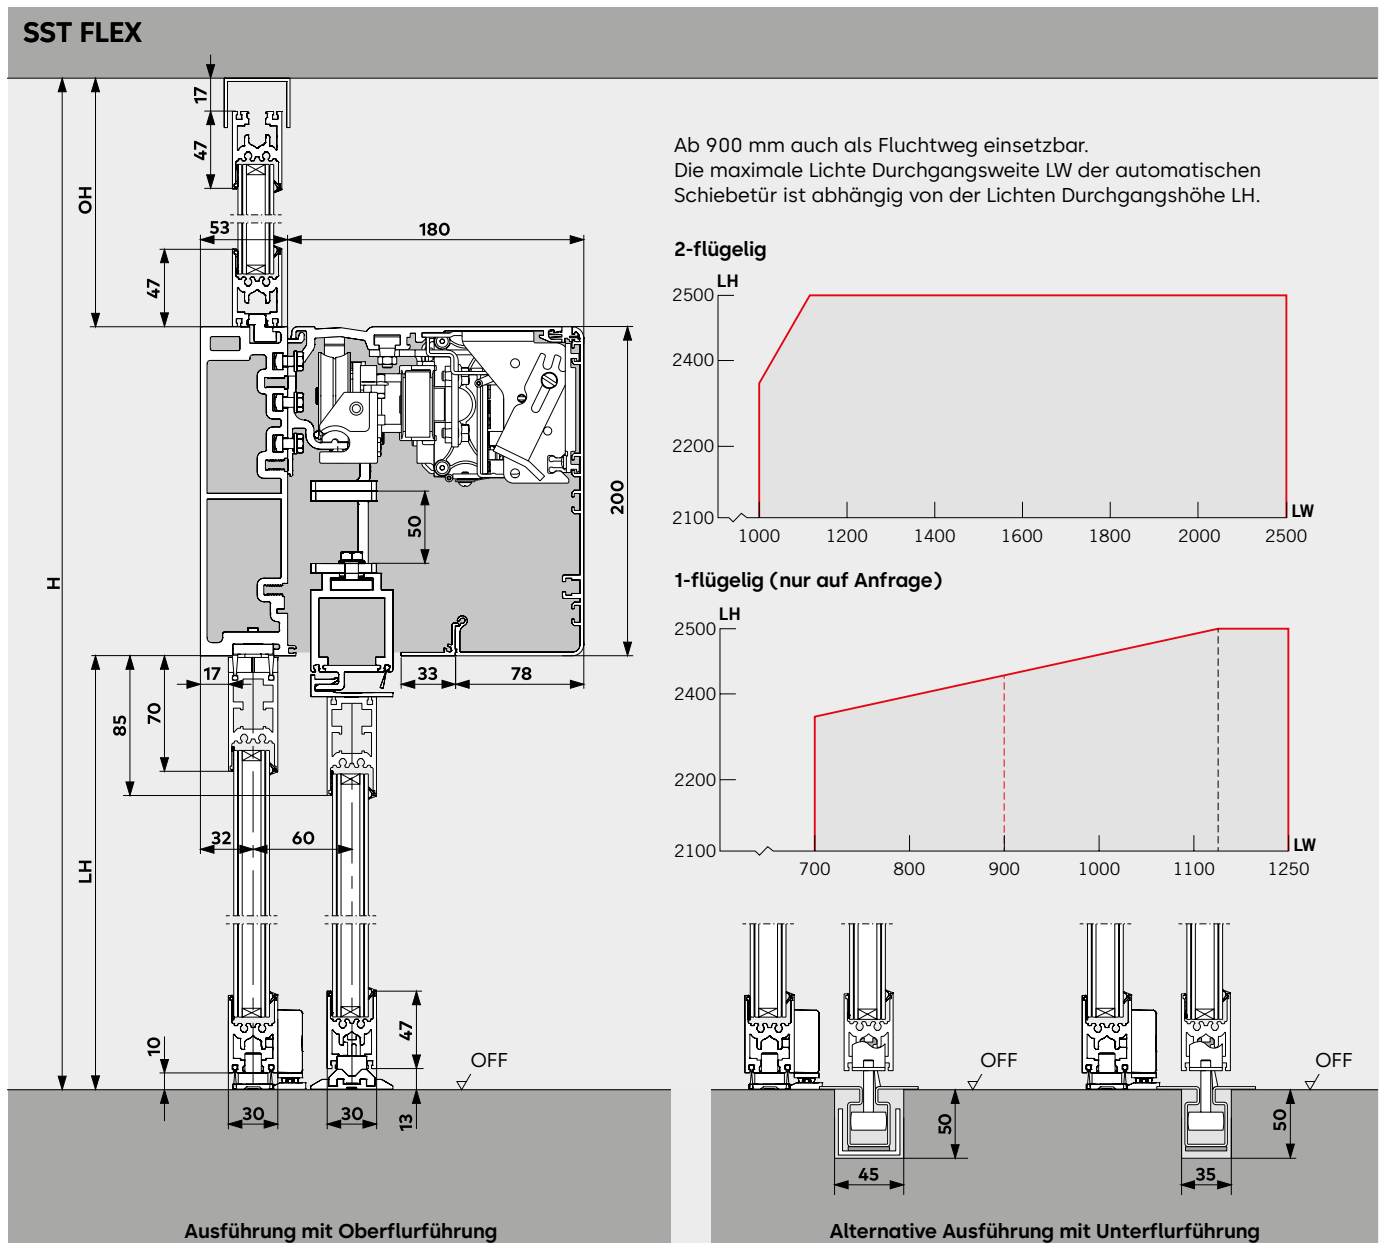 SST FLEX
17
47
OH
53
180
47
H
50
200
17
33
78
70
85
32
60
LH
10
47
OFF
30
30
13
Ausführung mit Oberflurführung
Ab 900 mm auch als Fluchtweg einsetzbar.
Die maximale Lichte Durchgangsweite LW der automatischen
Schiebetür ist abhängig von der Lichten Durchgangshöhe LH.
2-flügelig
LH
2500
2400
2200
2100
LW
1000 1200 1400 1600 1800 2000 2500
1-flügelig (nur auf Anfrage)
LH
2500
2400
2200
2100
LW
700 800 900 1000 1100 1250
OFF
50
45
OFF
50
35
Alternative Ausführung mit Unterflurführung